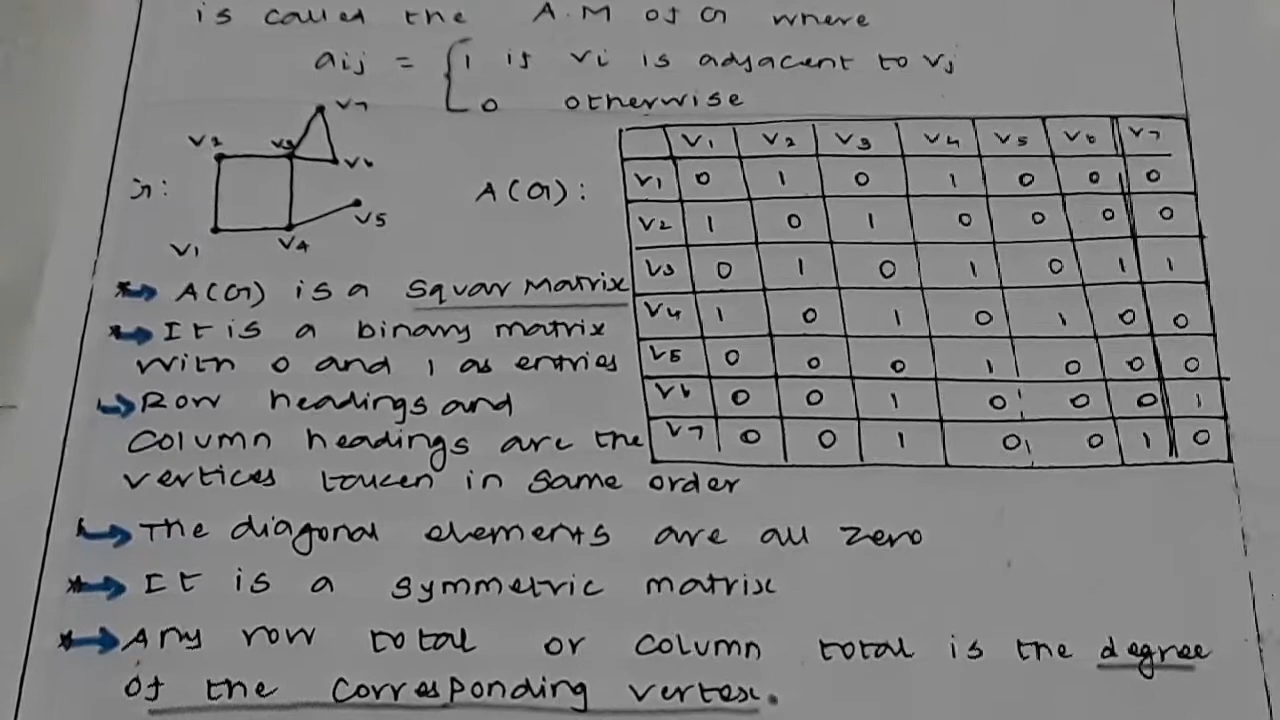 is called the A.M of G where
aij = { 1 if vi is adjacent to vj
0 otherwise
G:
v1 v2 v3 v4 v5 v6 v7
A(G):
v1 v2 v3 v4 v5 v6 v7
v1 0 1 0 1 0 0 0
v2 1 0 1 0 0 0 0
v3 0 1 0 1 0 1 1
v4 1 0 1 0 1 0 0
v5 0 0 0 1 0 0 0
v6 0 0 1 0 0 0 1
v7 0 0 1 0 0 1 0
A(G) is a squar matrix
It is a binary matrix
with 0 and 1 as entries
Row headings and
column headings are the
vertices taken in same order
The diagonal elements are all zero
It is a symmetric matrix
Any row total or column total is the degree
of the corresponding vertex.